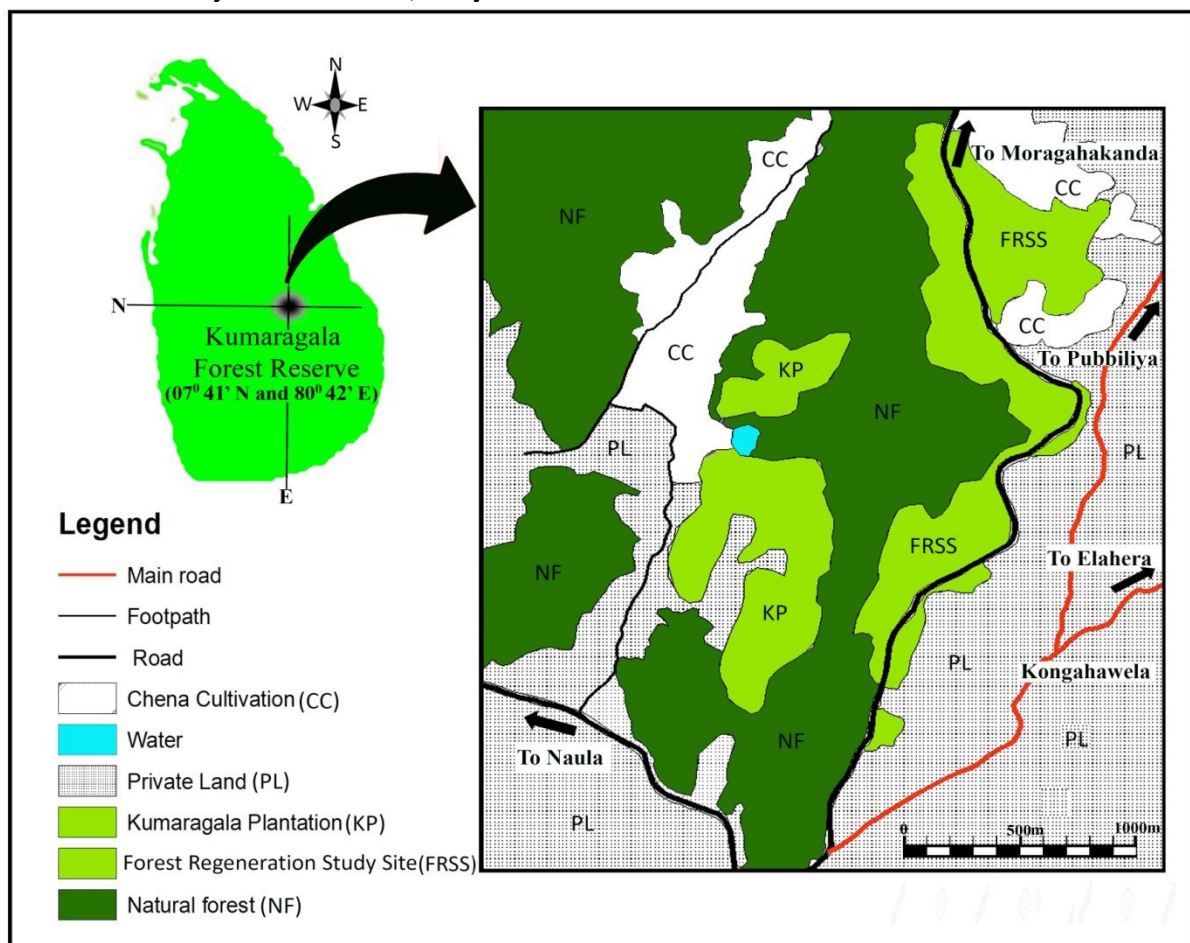 N
W E
S
N
Kumaragala
Forest Reserve
(07⁰ 41' N and 80⁰ 42' E)
E
Legend
Main road
Footpath
Road
Chena Cultivation (CC)
Water
Private Land (PL)
Kumaragala Plantation (KP)
Forest Regeneration Study Site(FRSS)
Natural forest (NF)
To Moragahakanda
CC
CC
NF
FRSS
CC
To Pubbiliya
CC
KP
NF
PL
PL
FRSS
To Elahera
NF
KP
PL
Kongahawela
To Naula
NF
PL
PL
0 500m 1000m